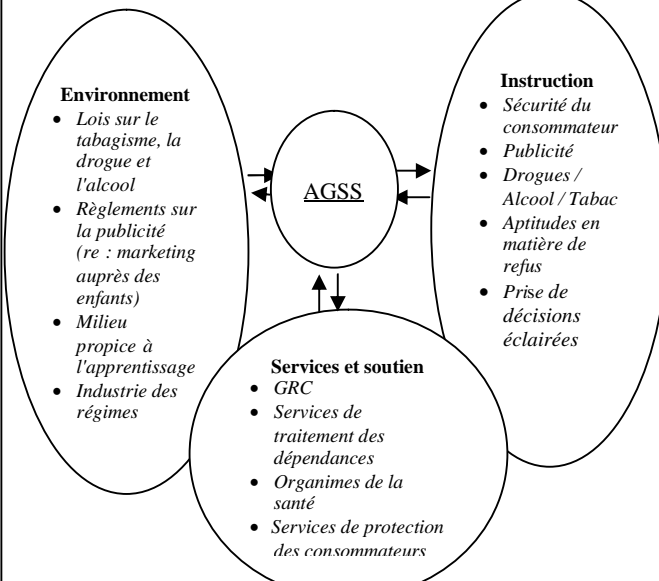 Environnement
• Lois sur le
tabagisme, la
drogue et
l'alcool
• Règlements sur
la publicité
(re : marketing
auprès des
enfants)
• Milieu
propice à
l'apprentissage
• Industrie des
régimes
AGSS
Instruction
• Sécurité du
consommateur
• Publicité
• Drogues /
Alcool / Tabac
• Aptitudes en
matière de
refus
• Prise de
décisions
éclairées
Services et soutien
• GRC
• Services de
traitement des
dépendances
• Organimes de la
santé
• Services de protection
des consommateurs